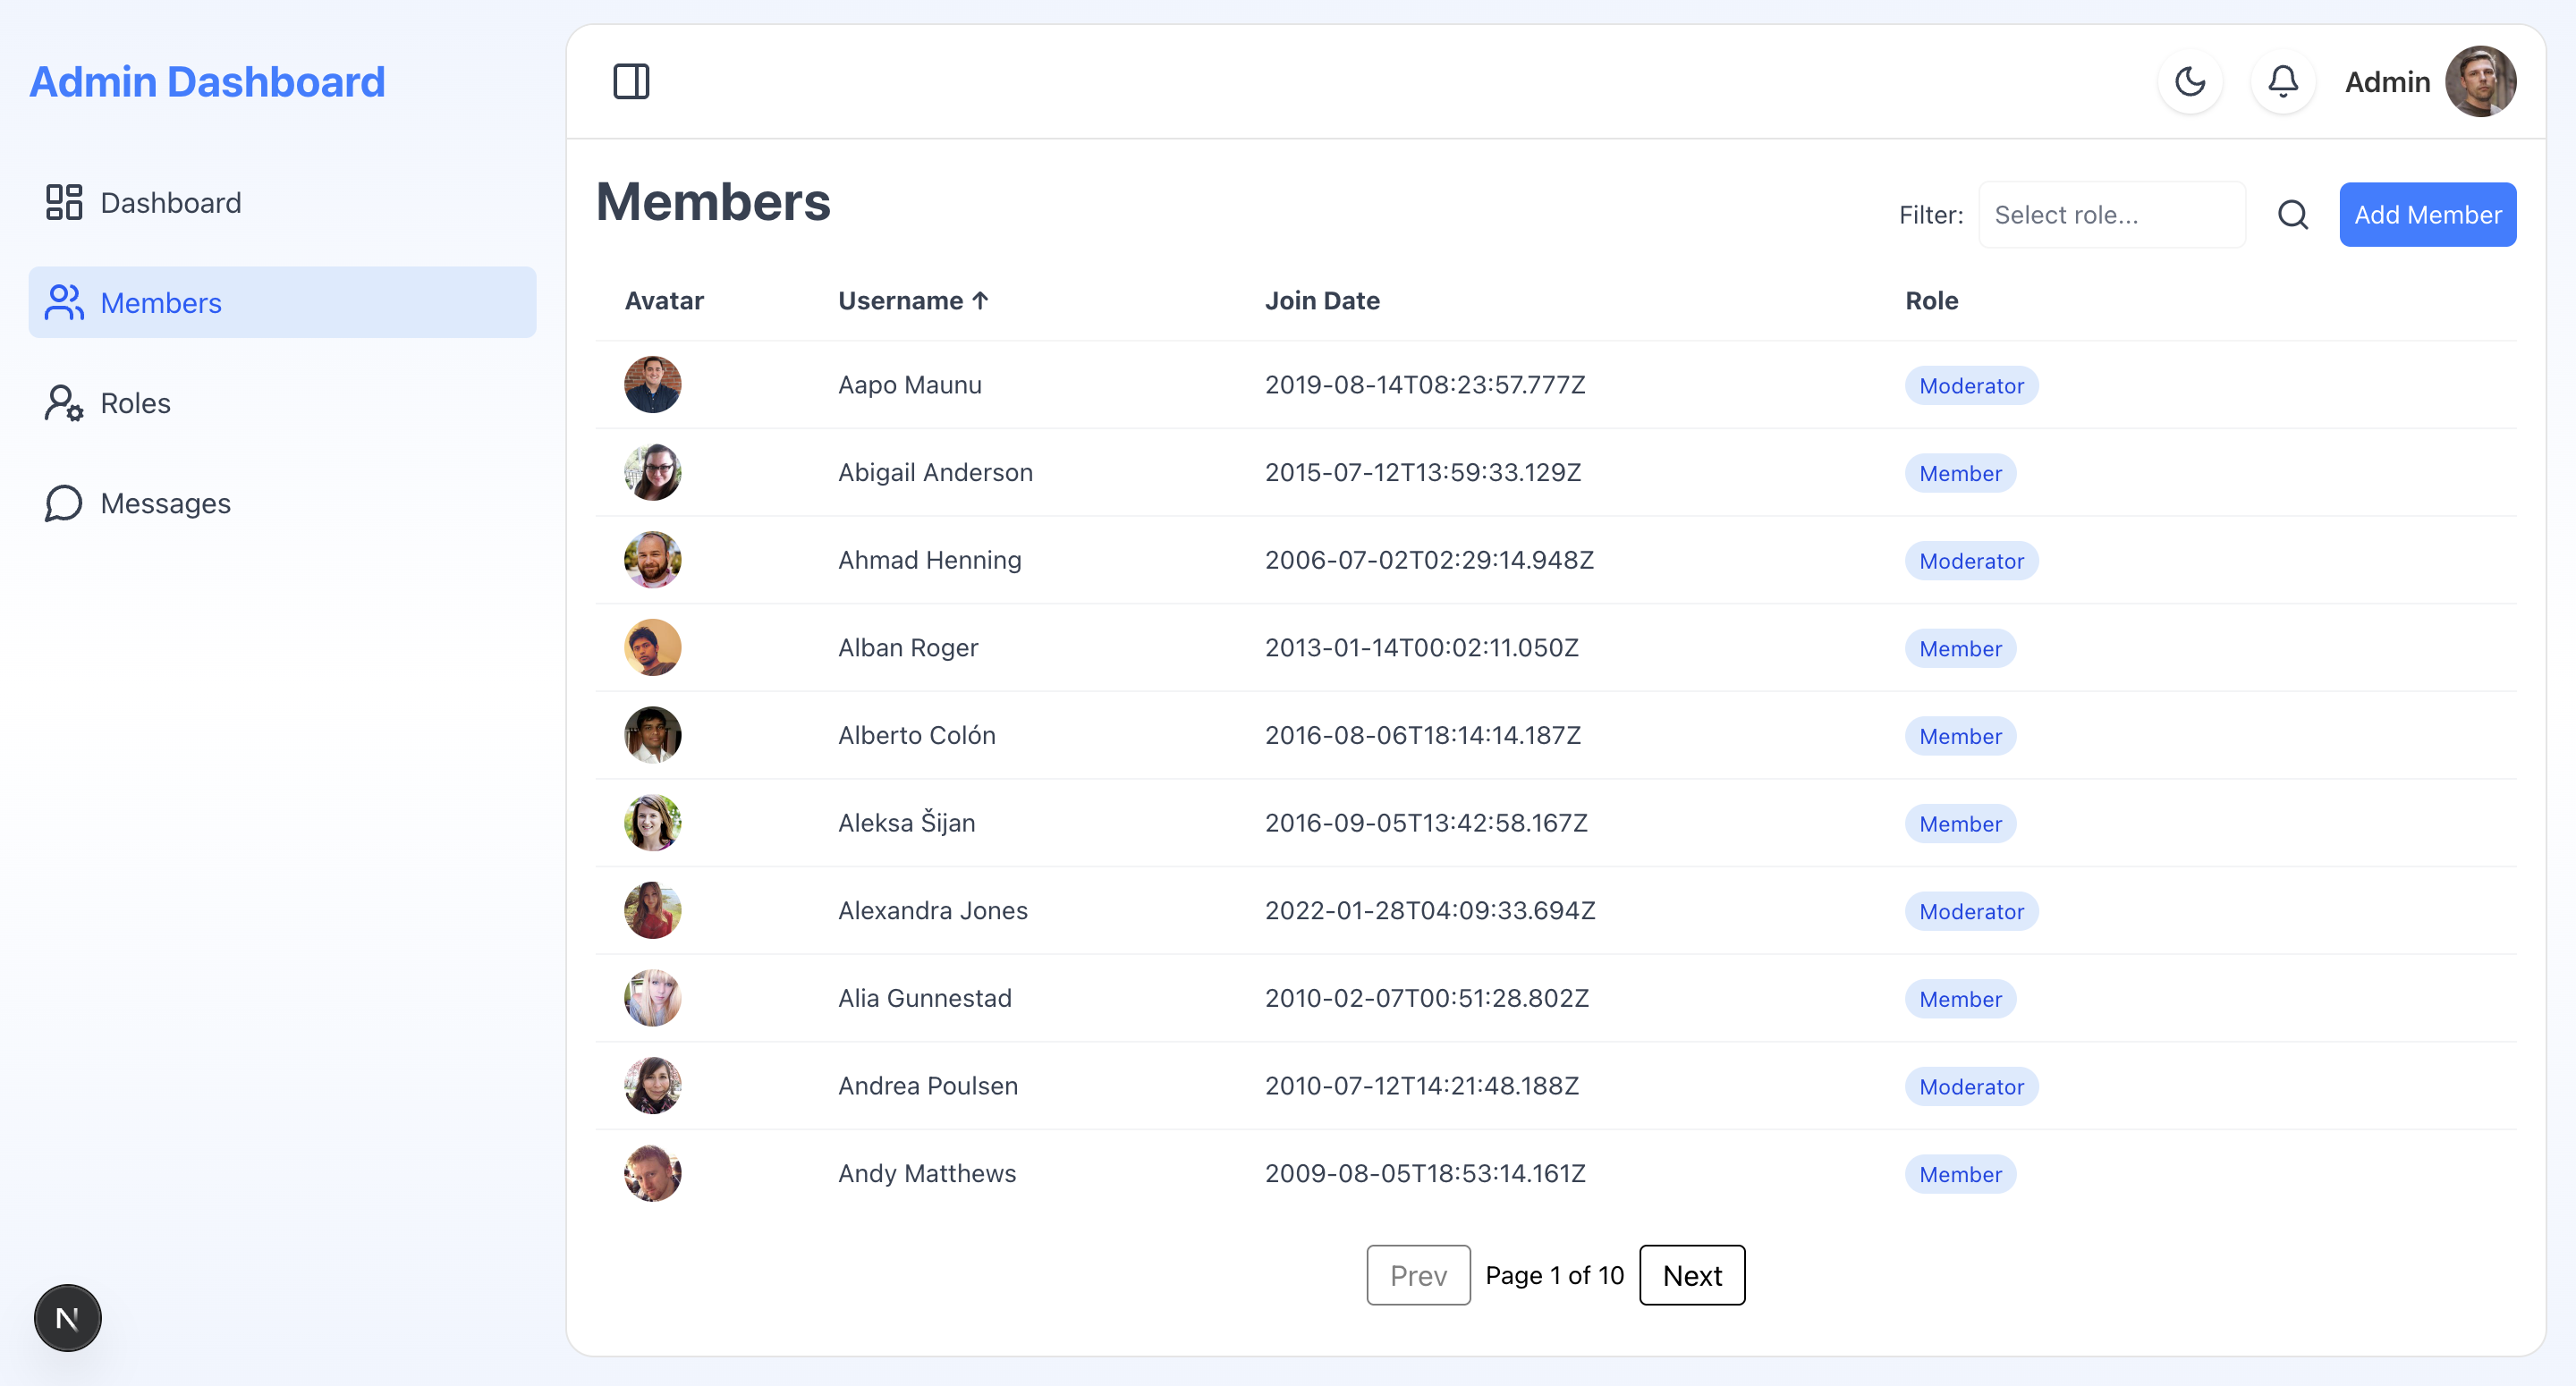 Admin Dashboard
Dashboard
Members
Roles
Messages
N
Admin
Members
Filter: Select role... Add Member
Avatar Username ↑ Join Date Role
Aapo Maunu 2019-08-14T08:23:57.777Z Moderator
Abigail Anderson 2015-07-12T13:59:33.129Z Member
Ahmad Henning 2006-07-02T02:29:14.948Z Moderator
Alban Roger 2013-01-14T00:02:11.050Z Member
Alberto Colón 2016-08-06T18:14:14.187Z Member
Aleksa Šijan 2016-09-05T13:42:58.167Z Member
Alexandra Jones 2022-01-28T04:09:33.694Z Moderator
Alia Gunnestad 2010-02-07T00:51:28.802Z Member
Andrea Poulsen 2010-07-12T14:21:48.188Z Moderator
Andy Matthews 2009-08-05T18:53:14.161Z Member
Prev Page 1 of 10 Next